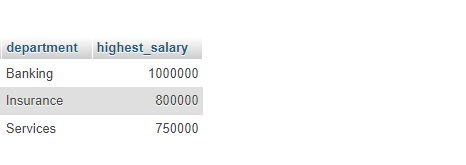 department highest_salary
Banking 1000000
Insurance 800000
Services 750000